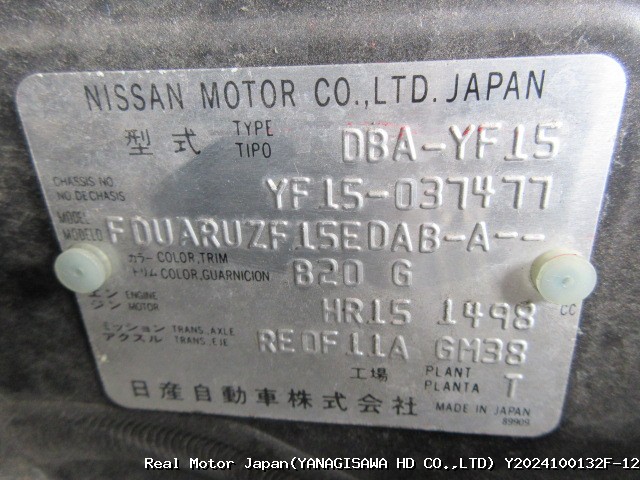 NISSAN MOTOR CO.,LTD. JAPAN
型式 TYPE TIPO DBA-YF15
CHASSIS NO. NO DE CHASIS YF15-037477
MODEL MODELO FDUARUZF15EDAB-A--
カラー COLOR,TRIM トリム COLOR,GUARNICION B20 G
エンジン ENGINE MOTOR HR15 1498 CC
ミッション TRANS. AXLE アクスル TRANS. EJE RE0F11A GM38
工場 PLANT PLANTA T
日産自動車株式会社 MADE IN JAPAN
89909
Real Motor Japan(YANAGISAWA HD CO.,LTD) Y2024100132F-12